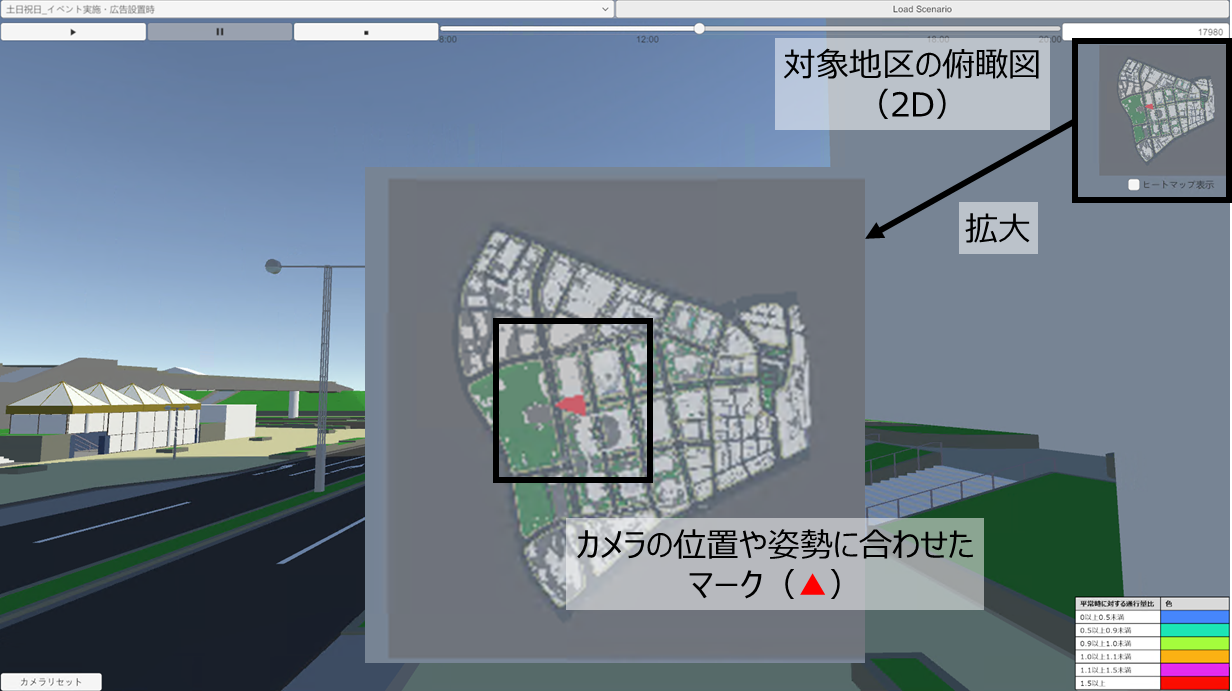 土日祝日_イベント実施・広告設置時
Load Scenario
17980
8:00
12:00
18:00
20:00
対象地区の俯瞰図
（2D）
ヒートマップ表示
拡大
カメラの位置や姿勢に合わせた
マーク（▲）
平常時に対する通行量比 色
0以上0.5未満
0.5以上0.9未満
0.9以上1.0未満
1.0以上1.1未満
1.1以上1.5未満
1.5以上
カメラリセット